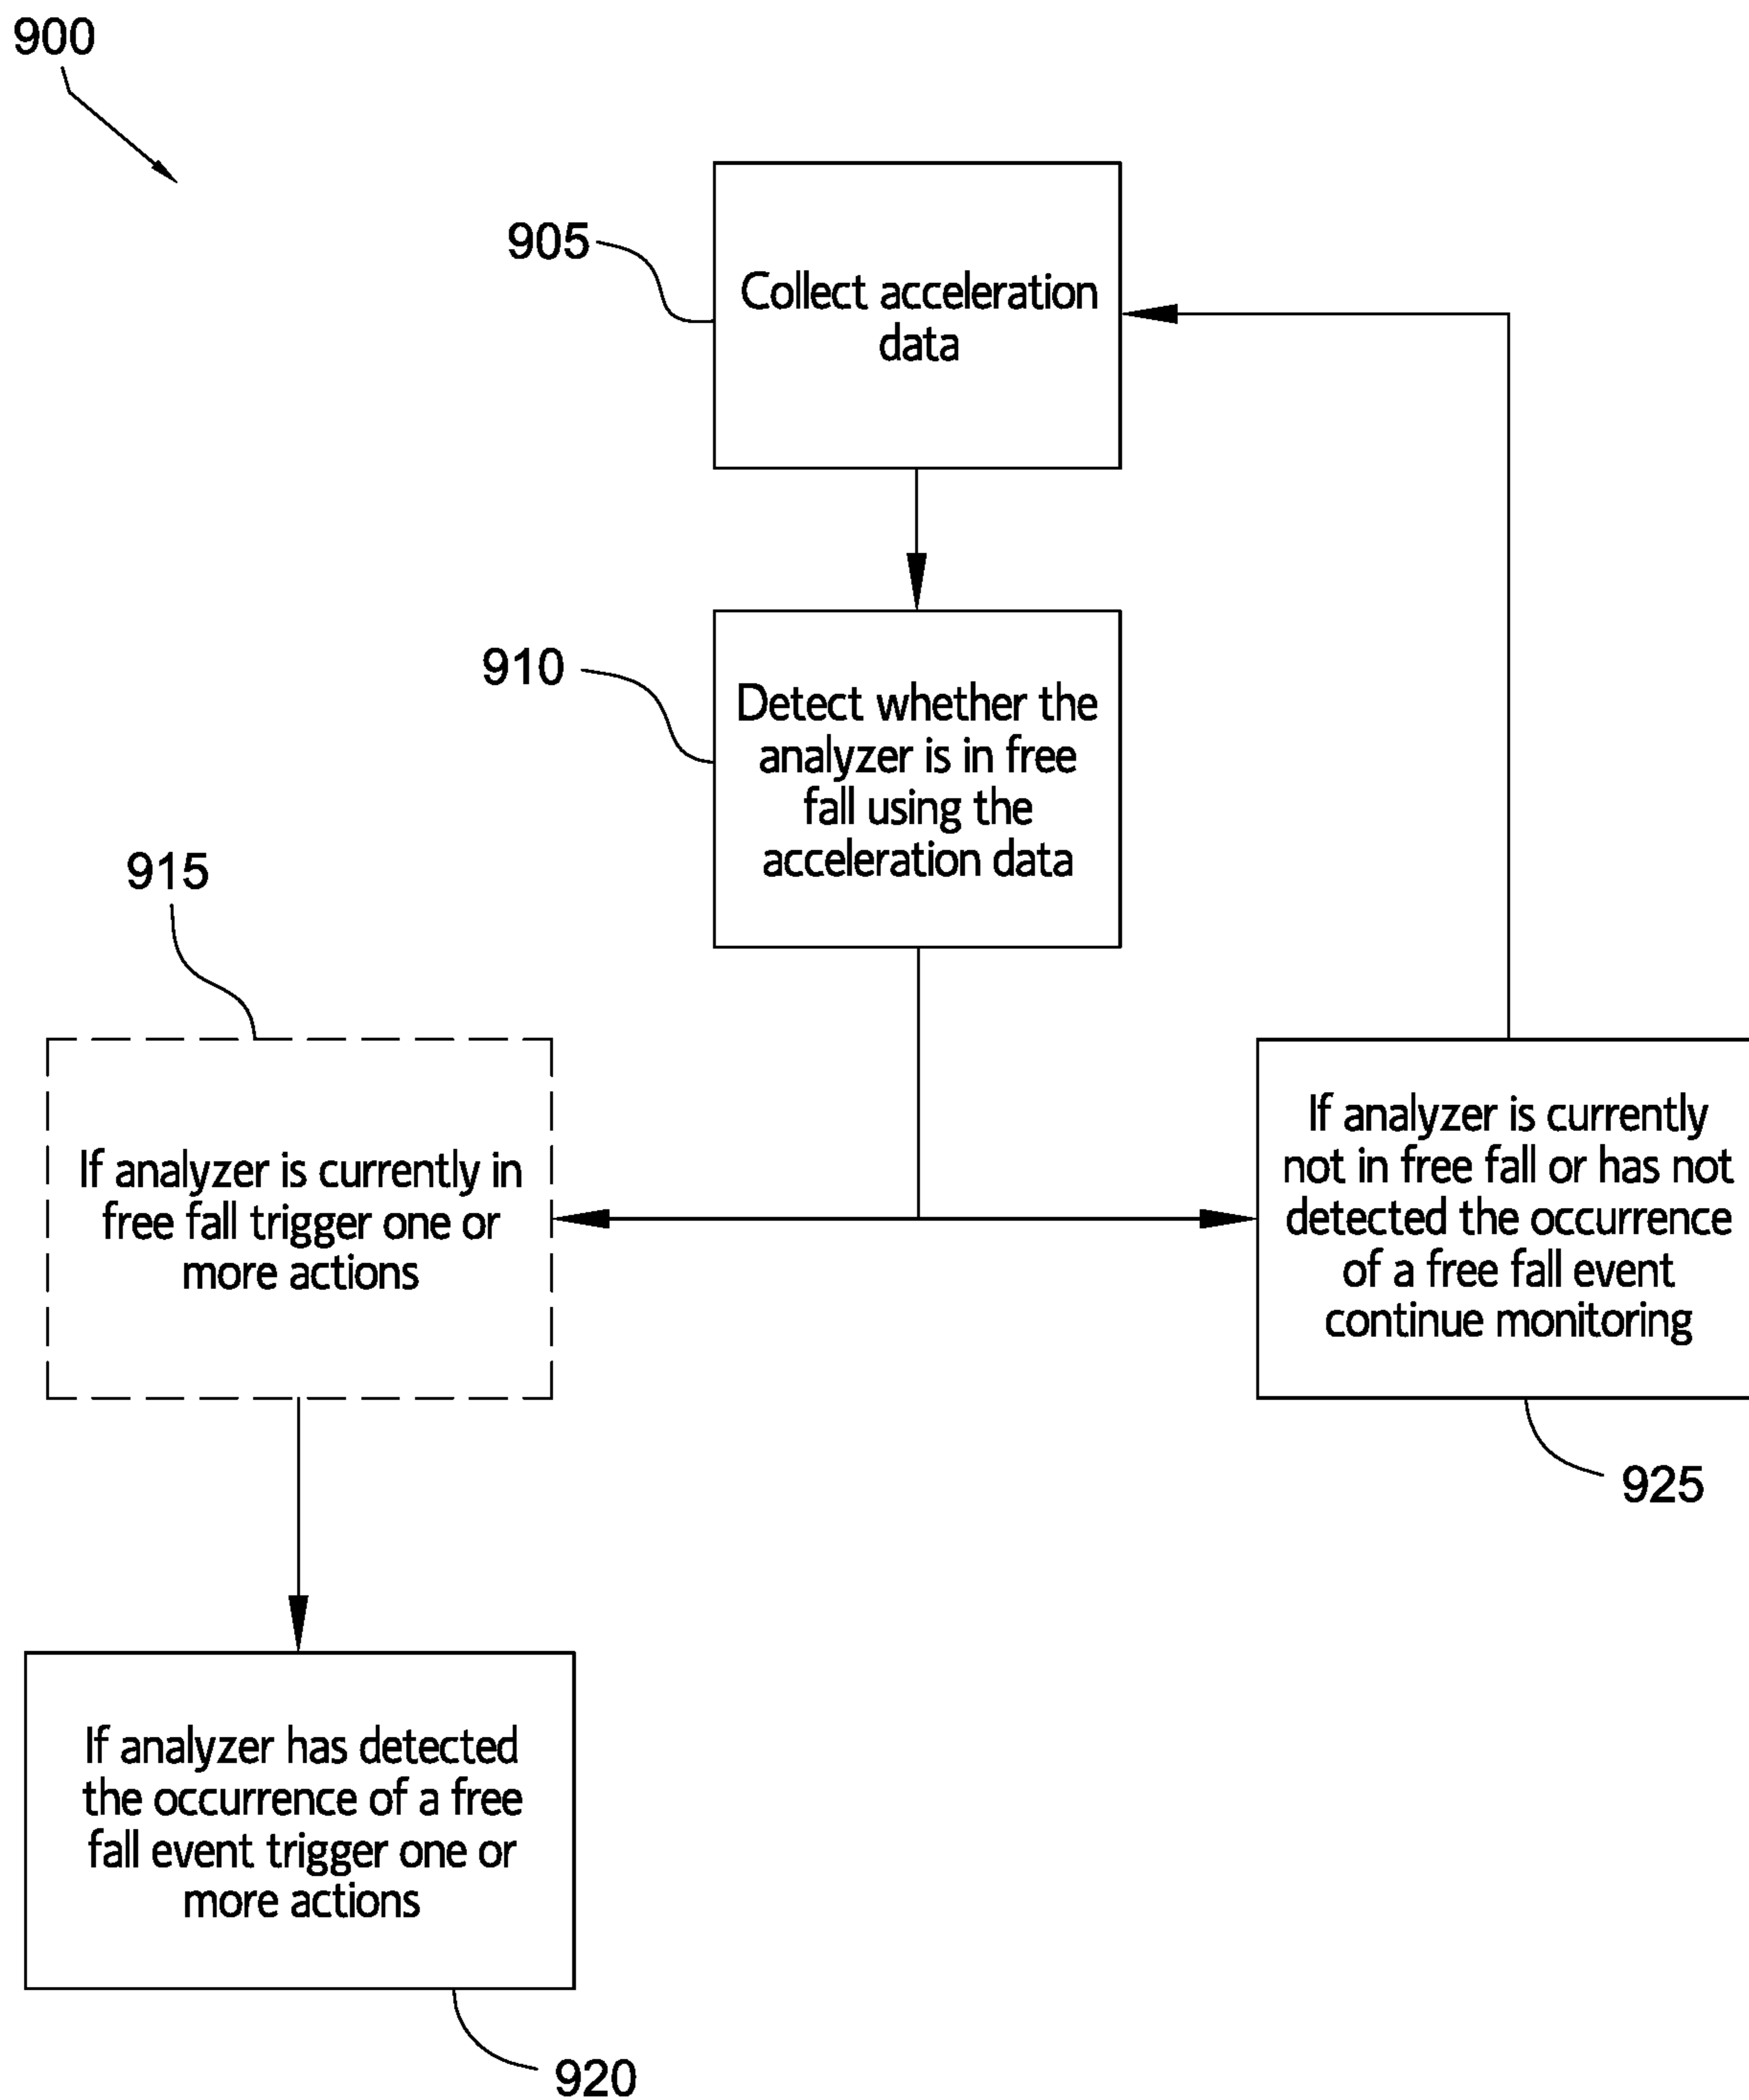 900
905
Collect acceleration
data
910
Detect whether the
analyzer is in free
fall using the
acceleration data
915
If analyzer is currently in
free fall trigger one or
more actions
If analyzer is currently
not in free fall or has not
detected the occurrence
of a free fall event
continue monitoring
925
If analyzer has detected
the occurrence of a free
fall event trigger one or
more actions
920